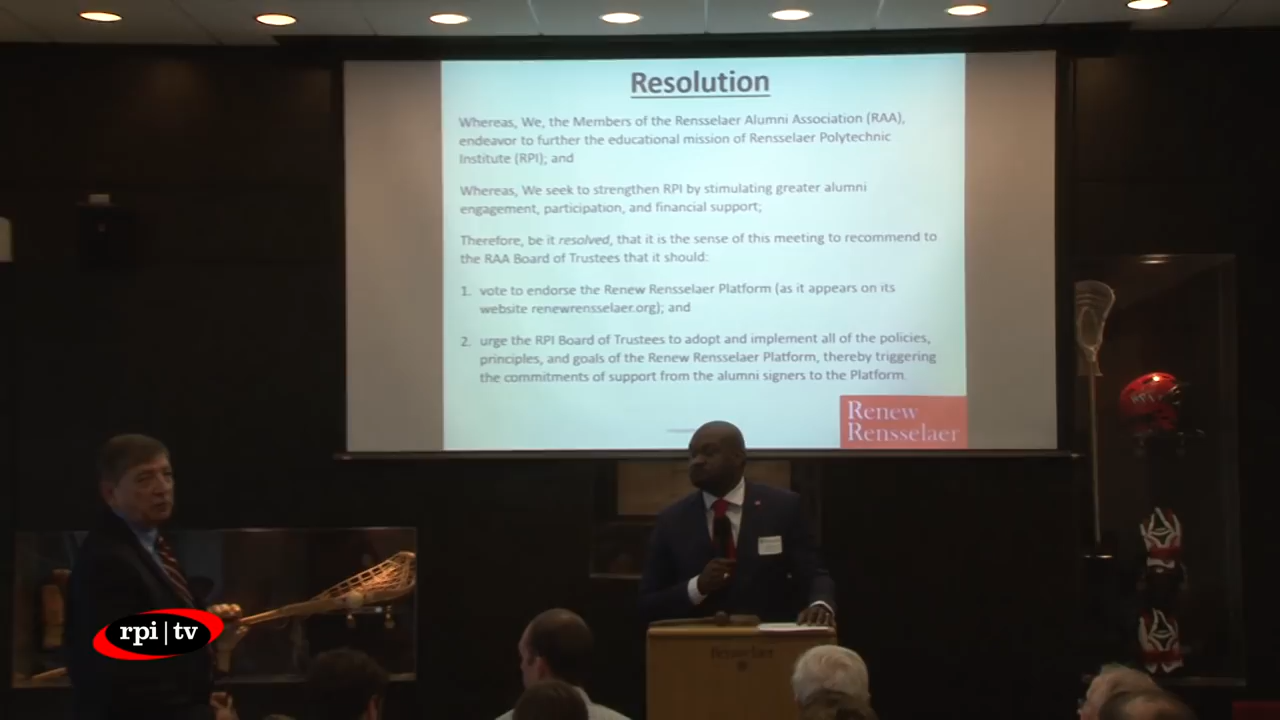 Resolution
Whereas, We, the Members of the Rensselaer Alumni Association (RAA),
endeavor to further the educational mission of Rensselaer Polytechnic
Institute (RPI); and
Whereas, We seek to strengthen RPI by stimulating greater alumni
engagement, participation, and financial support;
Therefore, be it resolved, that it is the sense of this meeting to recommend to
the RAA Board of Trustees that it should:
1. vote to endorse the Renew Rensselaer Platform (as it appears on its
website renewrensselaer.org); and
2. urge the RPI Board of Trustees to adopt and implement all of the policies,
principles, and goals of the Renew Rensselaer Platform, thereby triggering
the commitments of support from the alumni signers to the Platform.
Renew
Rensselaer
RPI
rpi|tv
Rensselaer